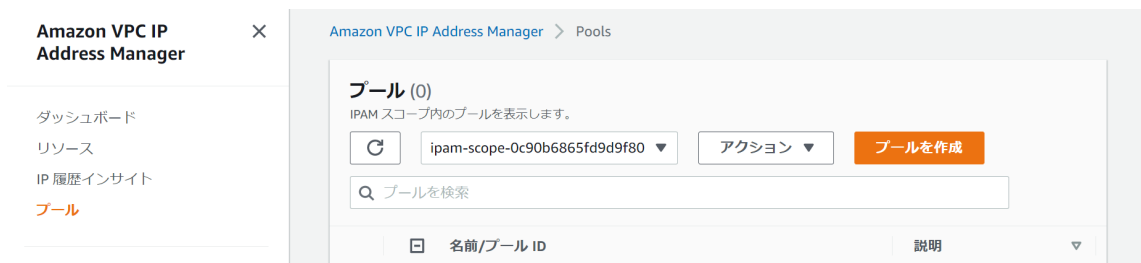 Amazon VPC IP
Address Manager
ダッシュボード
リソース
IP 履歴インサイト
プール
Amazon VPC IP Address Manager > Pools
プール (0)
IPAM スコープ内のプールを表示します。
ipam-scope-0c90b6865fd9d9f80
アクション
プールを作成
プールを検索
名前/プール ID
説明